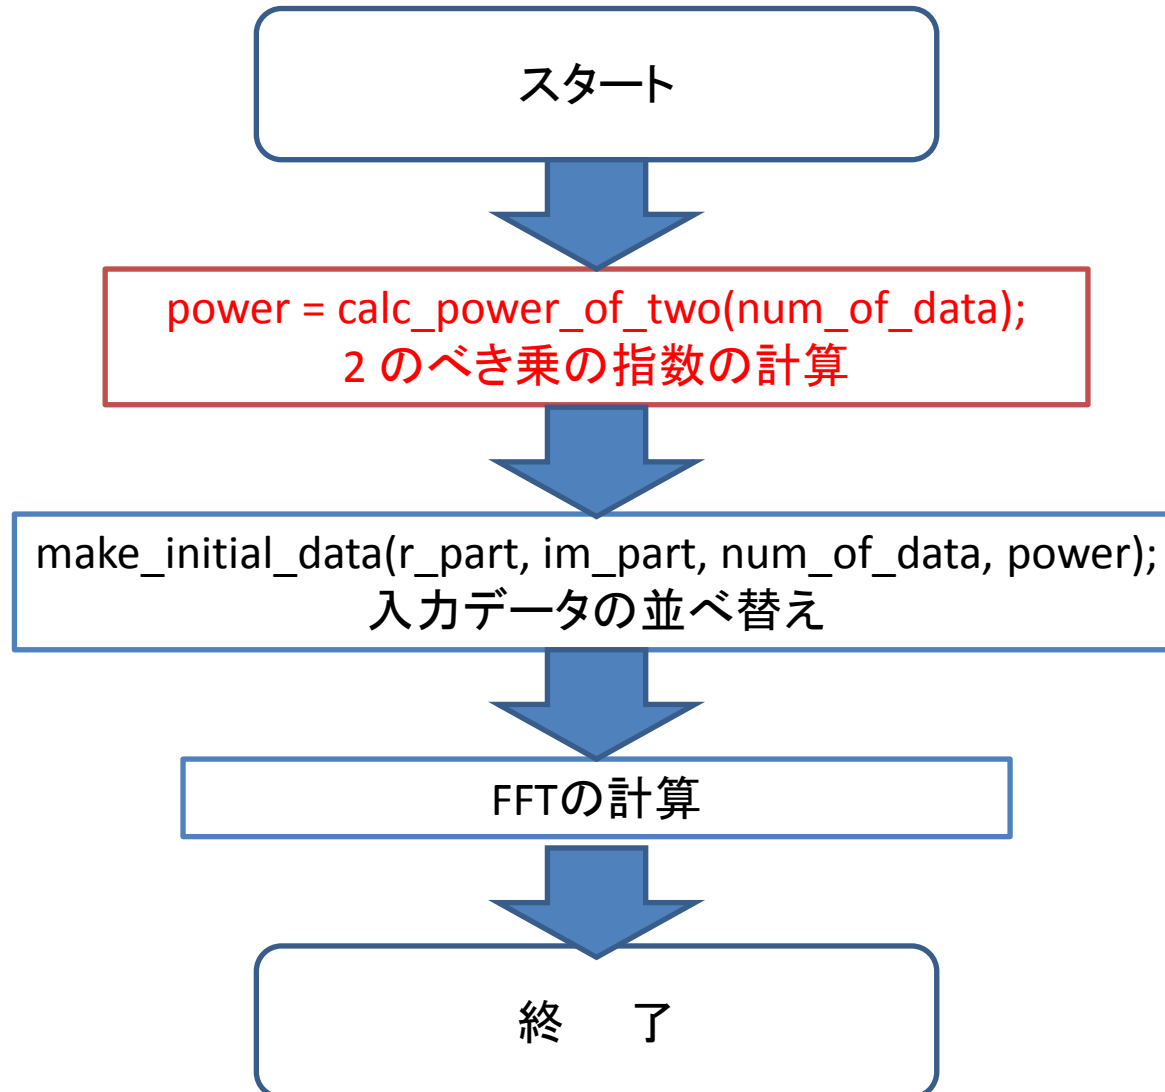 スタート
power = calc_power_of_two(num_of_data);
2 のべき乗の指数の計算
make_initial_data(r_part, im_part, num_of_data, power);
入力データの並べ替え
FFTの計算
終　了